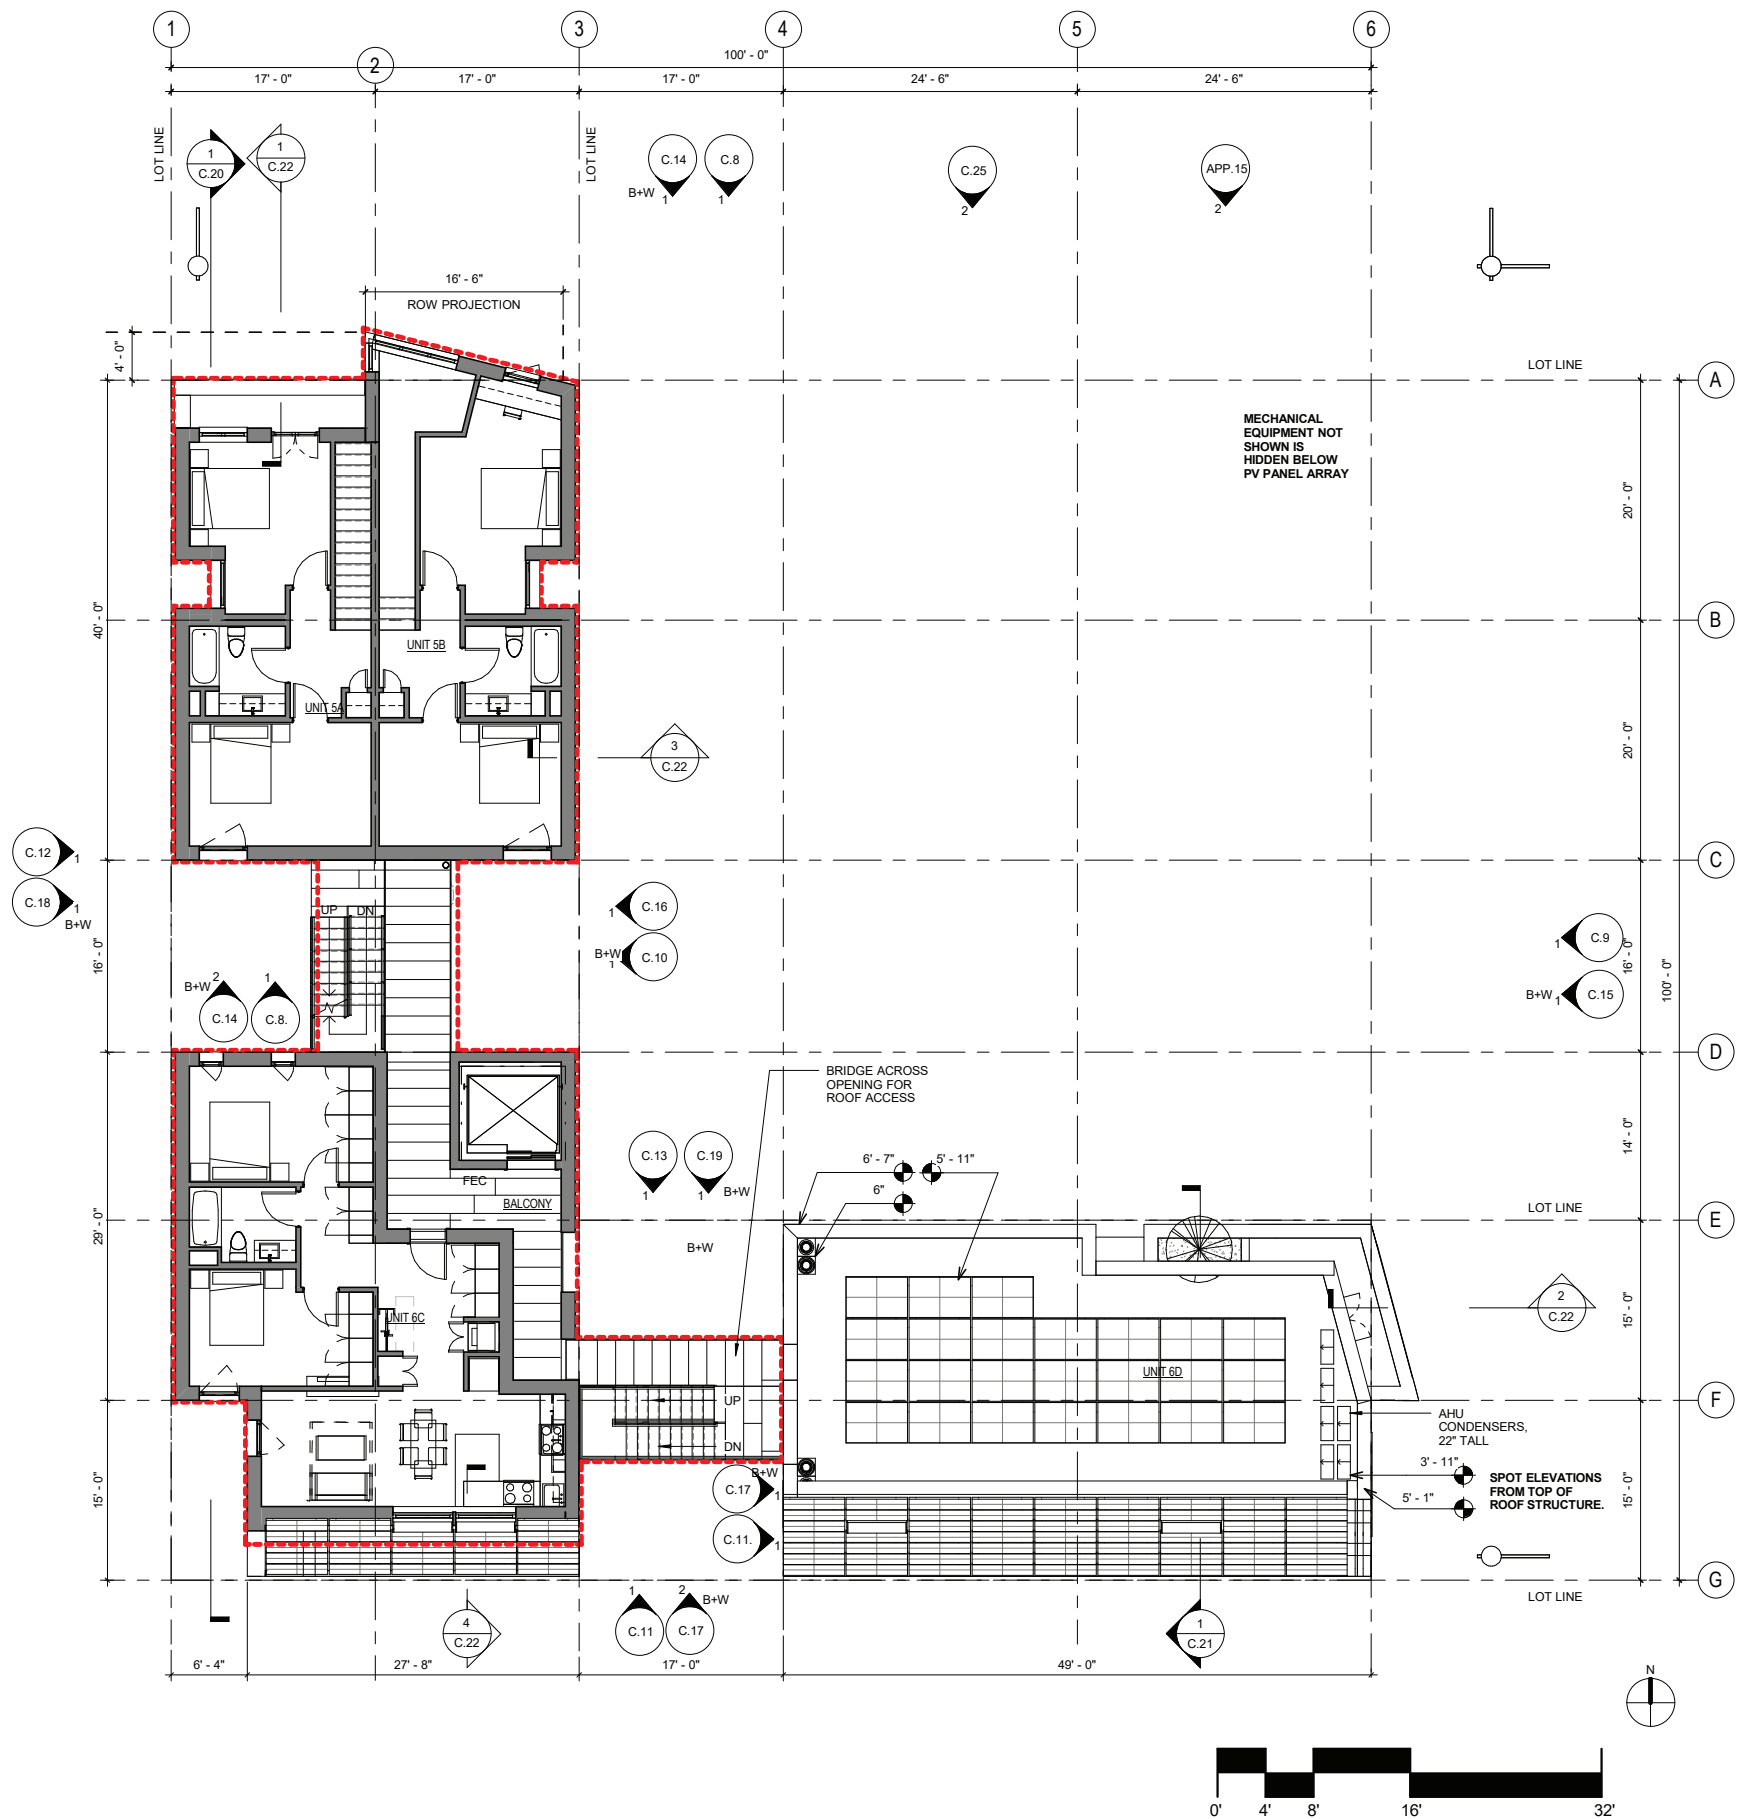 1
2
3
4
5
6
100' - 0"
17' - 0"
17' - 0"
17' - 0"
24' - 6"
24' - 6"
LOT LINE
LOT LINE
1
C.20
1
C.22
C.14
B+W
1
C.8
1
C.25
2
APP.15
2
16' - 6"
ROW PROJECTION
4' - 0"
LOT LINE
A
MECHANICAL
EQUIPMENT NOT
SHOWN IS
HIDDEN BELOW
PV PANEL ARRAY
20' - 0"
40' - 0"
B
UNIT 5B
UNIT 5A
20' - 0"
3
C.22
C.12
1
C.18
1
B+W
C
UP
DN
C.16
1
B+W
C.10
1
C.9
1
C.15
B+W
1
16' - 0"
16' - 0"
100' - 0"
B+W
2
1
C.14
C.8.
D
BRIDGE ACROSS
OPENING FOR
ROOF ACCESS
14' - 0"
C.13
1
C.19
1
B+W
6' - 7"
5' - 11"
6"
FEC
BALCONY
LOT LINE
E
29' - 0"
B+W
UNIT 6C
2
C.22
15' - 0"
UNIT 6D
F
UP
DN
AHU
CONDENSERS,
22" TALL
3' - 11"
SPOT ELEVATIONS
FROM TOP OF
ROOF STRUCTURE.
5' - 1"
15' - 0"
15' - 0"
B+W
C.17
1
C.11.
1
G
LOT LINE
1
2
B+W
C.11
C.17
4
C.22
1
C.21
6' - 4"
27' - 8"
17' - 0"
49' - 0"
N
0'
4'
8'
16'
32'